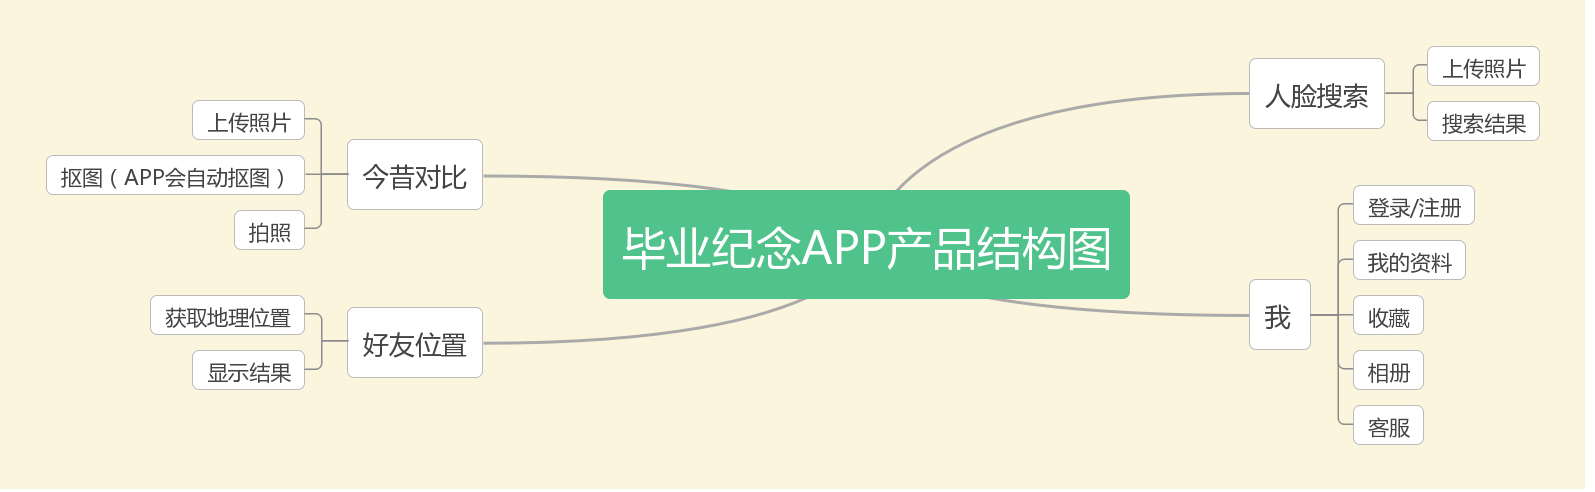 毕业纪念APP产品结构图
人脸搜索
上传照片
搜索结果
我
登录/注册
我的资料
收藏
相册
客服
今昔对比
上传照片
抠图（APP会自动抠图）
拍照
好友位置
获取地理位置
显示结果